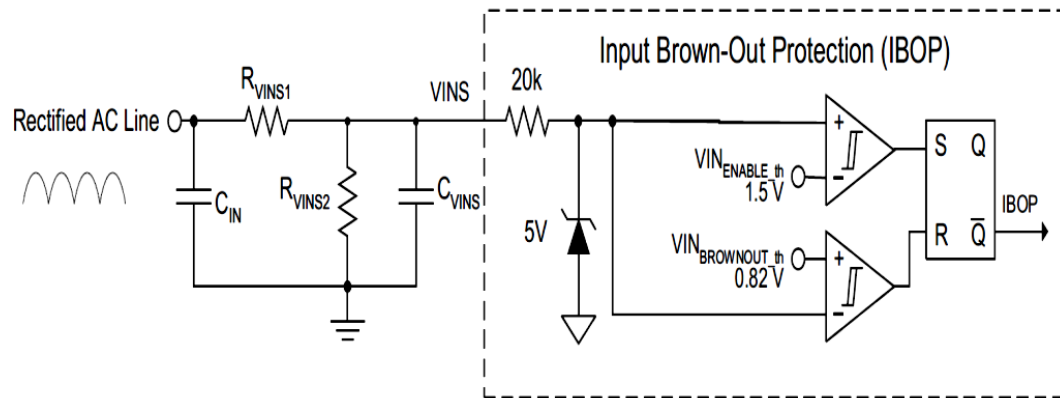 Input Brown-Out Protection (IBOP)
Rectified AC Line
RVINS1
VINS
20k
CIN
RVINS2
CVINS
5V
VINENABLE_th
1.5 V
VINBROWNOUT_th
0.82 V
+
-
+
-
S Q
R Q̅
IBOP